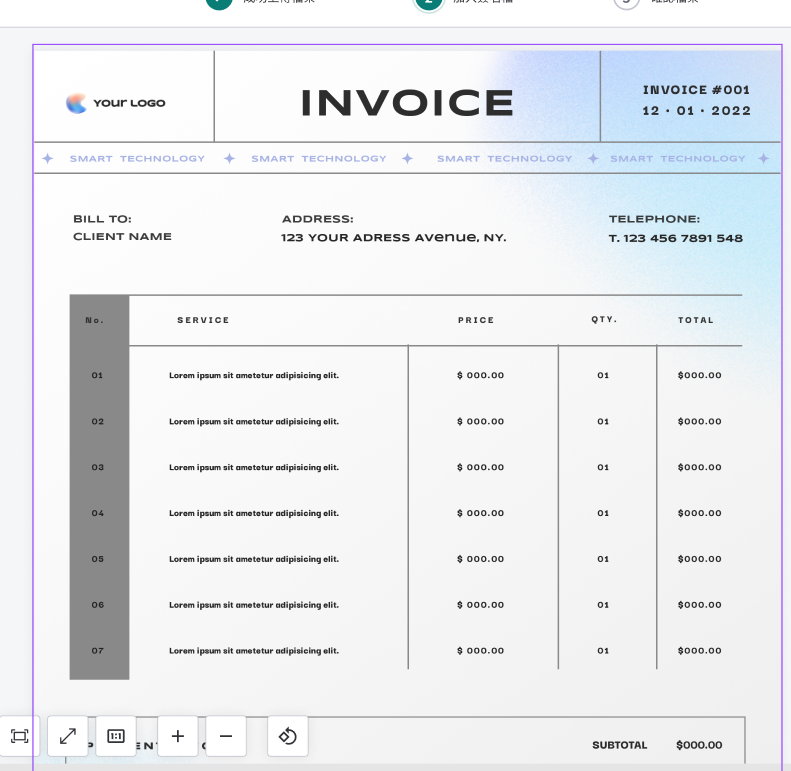 2
3
YOUr LOGO
INVOICE
INVOICE #001
12 · 01 · 2022
SMART TECHNOLOGY SMART TECHNOLOGY SMART TECHNOLOGY SMART TECHNOLOGY
BILL TO:
CLIENT NAME
ADDRESS:
123 YOUR ADRESS AVenue, NY.
TELEPHONE:
T. 123 456 7891 548
No. SERVICE PRICE QTY. TOTAL
01 Lorem ipsum sit ametetur adipisicing elit. $ 000.00 01 $000.00
02 Lorem ipsum sit ametetur adipisicing elit. $ 000.00 01 $000.00
03 Lorem ipsum sit ametetur adipisicing elit. $ 000.00 01 $000.00
04 Lorem ipsum sit ametetur adipisicing elit. $ 000.00 01 $000.00
05 Lorem ipsum sit ametetur adipisicing elit. $ 000.00 01 $000.00
06 Lorem ipsum sit ametetur adipisicing elit. $ 000.00 01 $000.00
07 Lorem ipsum sit ametetur adipisicing elit. $ 000.00 01 $000.00
1:1
SUBTOTAL $000.00